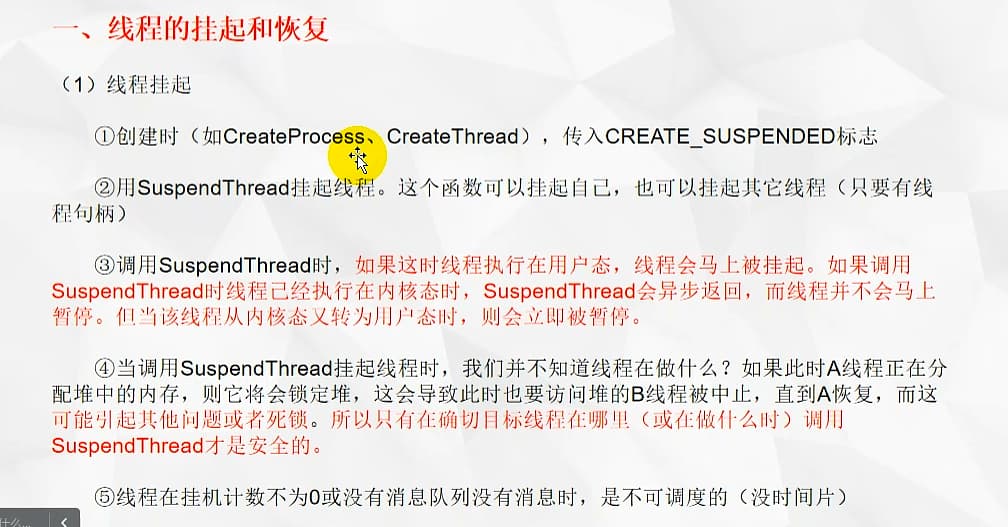 一、线程的挂起和恢复
（1）线程挂起
①创建时（如CreateProcess、CreateThread），传入CREATE_SUSPENDED标志
②用SuspendThread挂起线程。这个函数可以挂起自己，也可以挂起其它线程（只要有线
程句柄）
③调用SuspendThread时，如果这时线程执行在用户态，线程会马上被挂起。如果调用
SuspendThread时线程已经执行在内核态时，SuspendThread会异步返回，而线程并不会马上
暂停。但当该线程从内核态又转为用户态时，则会立即被暂停。
④当调用SuspendThread挂起线程时，我们并不知道线程在做什么？如果此时A线程正在分
配堆中的内存，则它将会锁定堆，这会导致此时也要访问堆的B线程被中止，直到A恢复，而这
可能引起其他问题或者死锁。所以只有在确切目标线程在哪里（或在做什么时）调用
SuspendThread才是安全的。
⑤线程在挂机计数不为0或没有消息队列没有消息时，是不可调度的（没时间片）
什么...